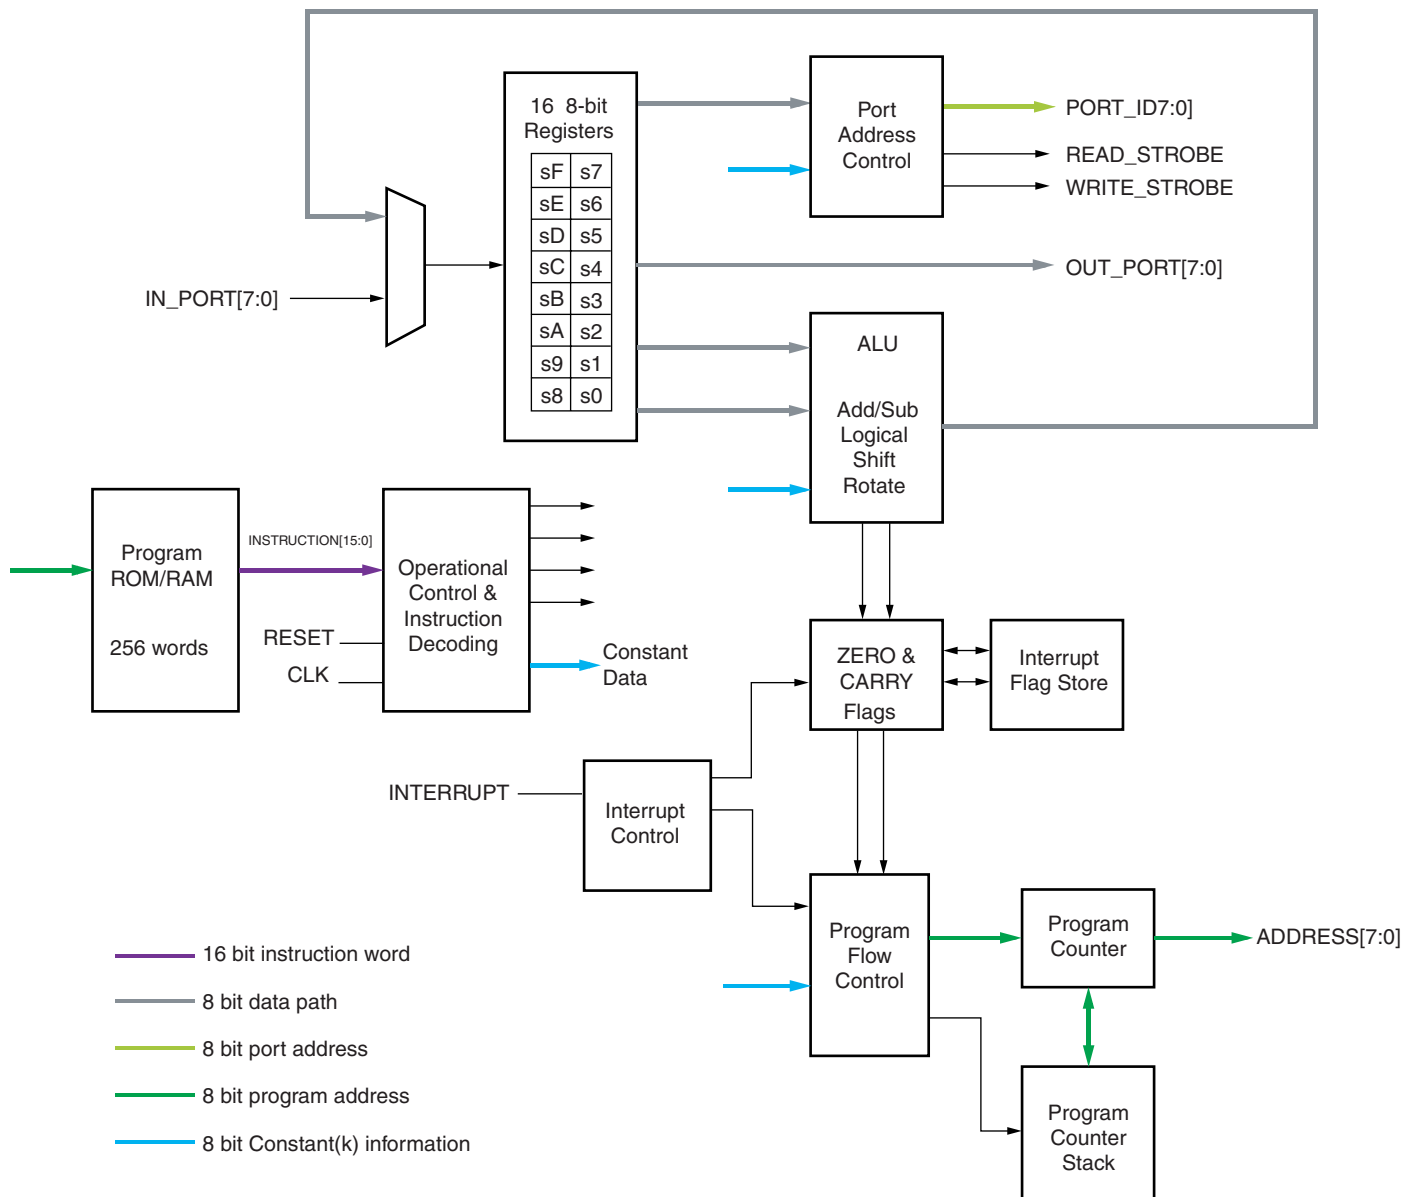 16 8-bit
Registers
sF s7
sE s6
sD s5
sC s4
sB s3
sA s2
s9 s1
s8 s0
Port
Address
Control
PORT_ID7:0]
READ_STROBE
WRITE_STROBE
OUT_PORT[7:0]
IN_PORT[7:0]
ALU
Add/Sub
Logical
Shift
Rotate
Program
ROM/RAM
256 words
INSTRUCTION[15:0]
RESET
CLK
Operational
Control &
Instruction
Decoding
Constant
Data
ZERO &
CARRY
Flags
Interrupt
Flag Store
INTERRUPT
Interrupt
Control
Program
Flow
Control
Program
Counter
ADDRESS[7:0]
Program
Counter
Stack
16 bit instruction word
8 bit data path
8 bit port address
8 bit program address
8 bit Constant(k) information